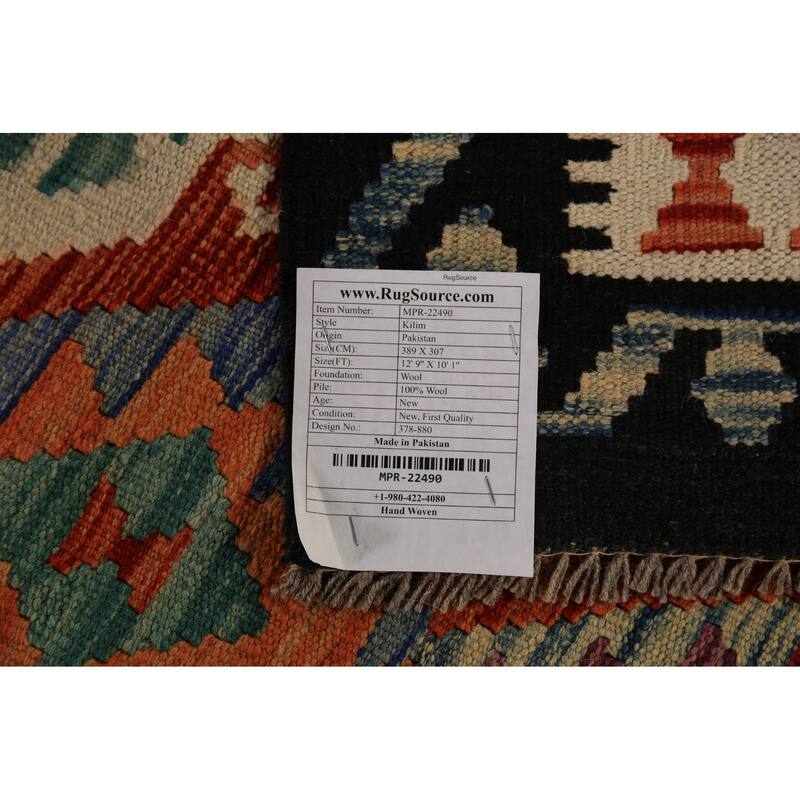 RugSource
www.RugSource.com
Item Number: MPR-22490
Style Kilim
Origin Pakistan
Size(CM): 389 X 307
Size(FT): 12' 9" X 10' 1"
Foundation: Wool
Pile: 100% Wool
Age: New
Condition: New, First Quality
Design No.: 378-880
Made in Pakistan
MPR-22490
+1-980-422-4080
Hand Woven